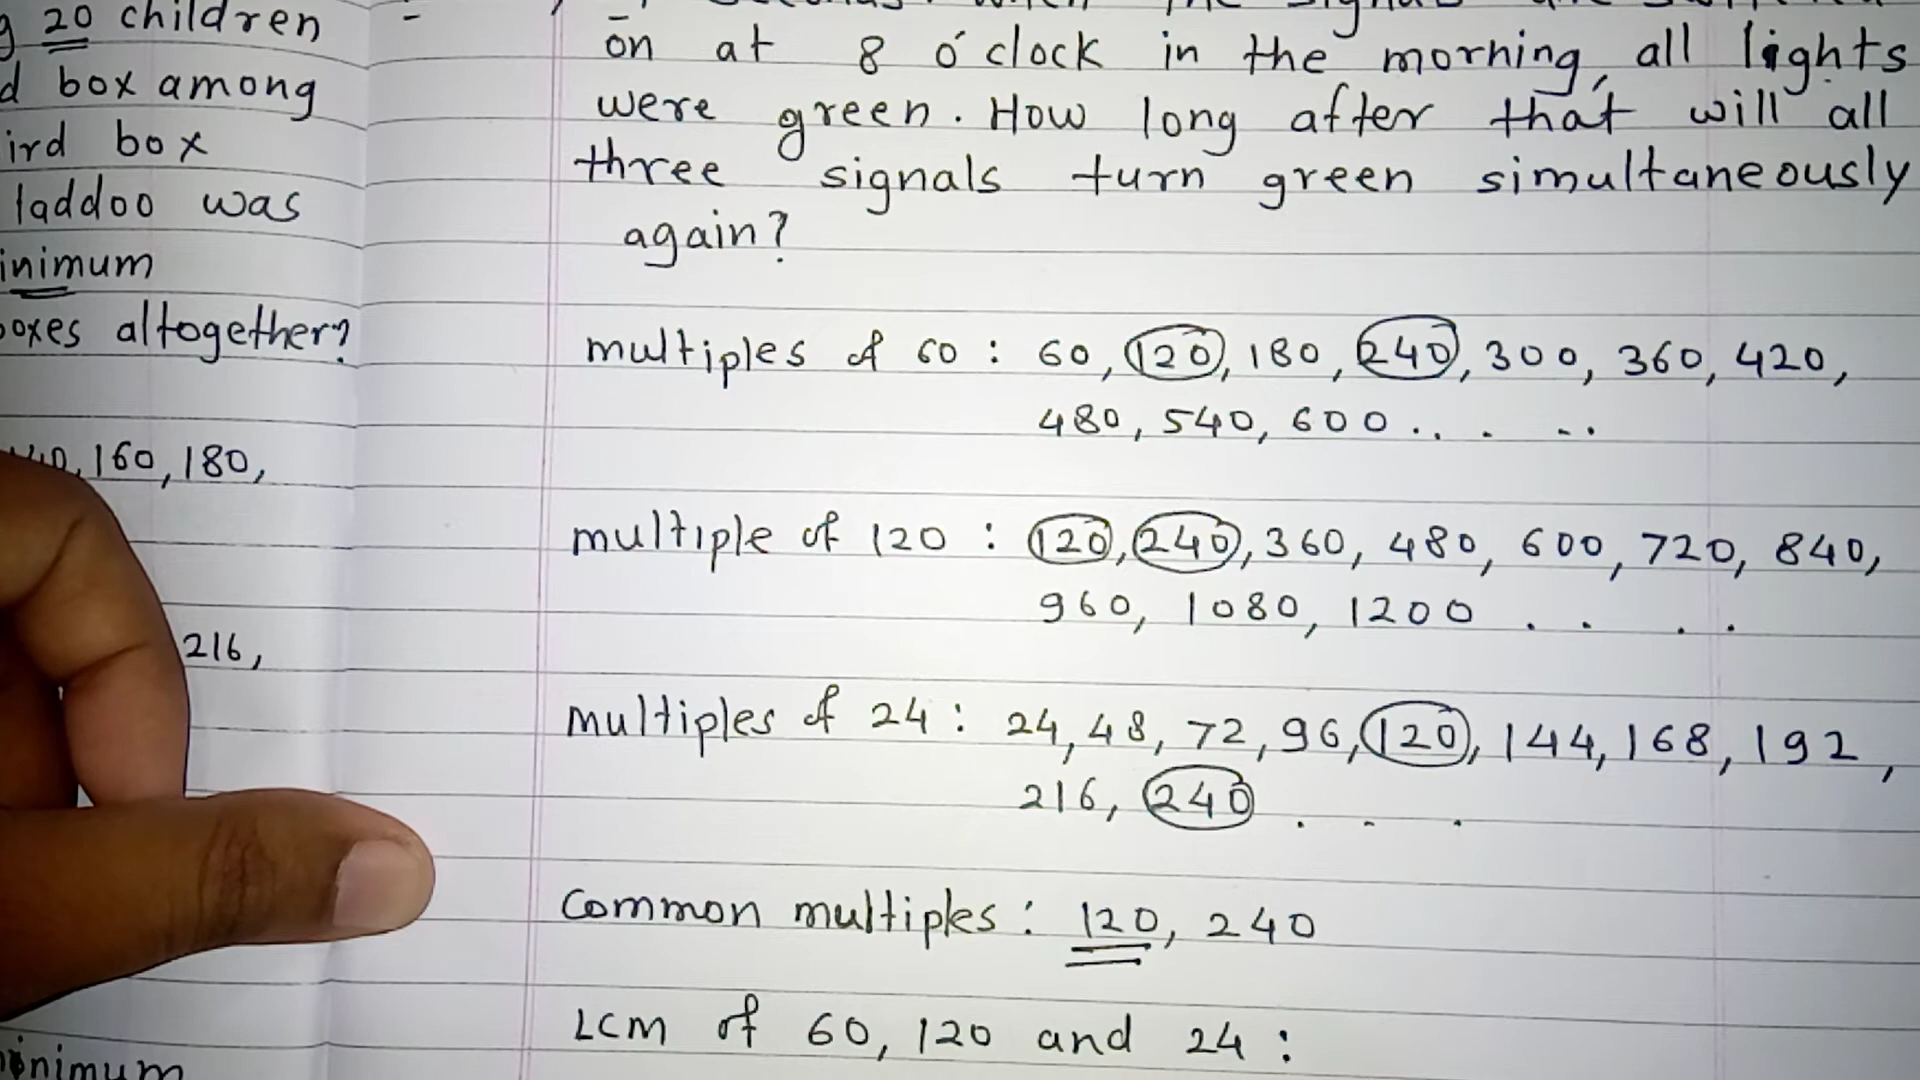 20 children
box among
box
laddoo was
altogether?
160, 180,
216,
on at 8 o'clock in the morning, all lights
were green. How long after that will all
three signals turn green simultaneously
again?
multiples of 60 : 60, 120, 180, 240, 300, 360, 420,
480, 540, 600 .. . ..
multiple of 120 : 120, 240, 360, 480, 600, 720, 840,
960, 1080, 1200 . . . .
multiples of 24 : 24, 48, 72, 96, 120, 144, 168, 192,
216, 240 . . .
Common multiples : 120, 240
LCM of 60, 120 and 24 :